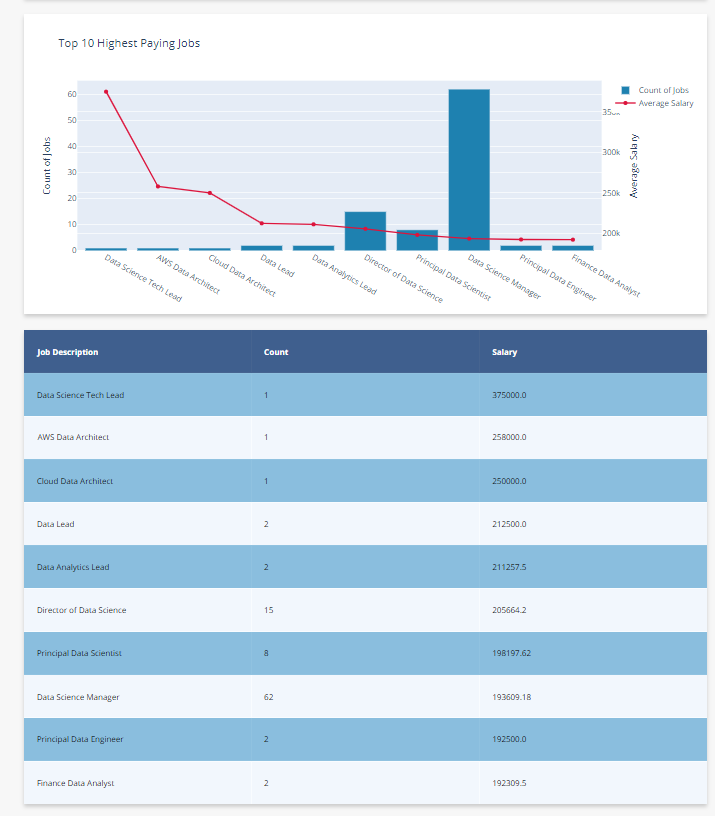 Top 10 Highest Paying Jobs
Count of Jobs
Average Salary
60
50
40
30
20
10
0
Count of Jobs
350k
300k
250k
200k
Average Salary
Data Science Tech Lead
AWS Data Architect
Cloud Data Architect
Data Lead
Data Analytics Lead
Director of Data Science
Principal Data Scientist
Data Science Manager
Principal Data Engineer
Finance Data Analyst
Job Description Count Salary
Data Science Tech Lead 1 375000.0
AWS Data Architect 1 258000.0
Cloud Data Architect 1 250000.0
Data Lead 2 212500.0
Data Analytics Lead 2 211257.5
Director of Data Science 15 205664.2
Principal Data Scientist 8 198197.62
Data Science Manager 62 193609.18
Principal Data Engineer 2 192500.0
Finance Data Analyst 2 192309.5